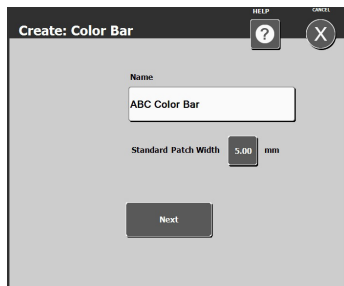 HELP
CANCEL
Create: Color Bar
?
X
Name
ABC Color Bar
Standard Patch Width 5.00 mm
Next